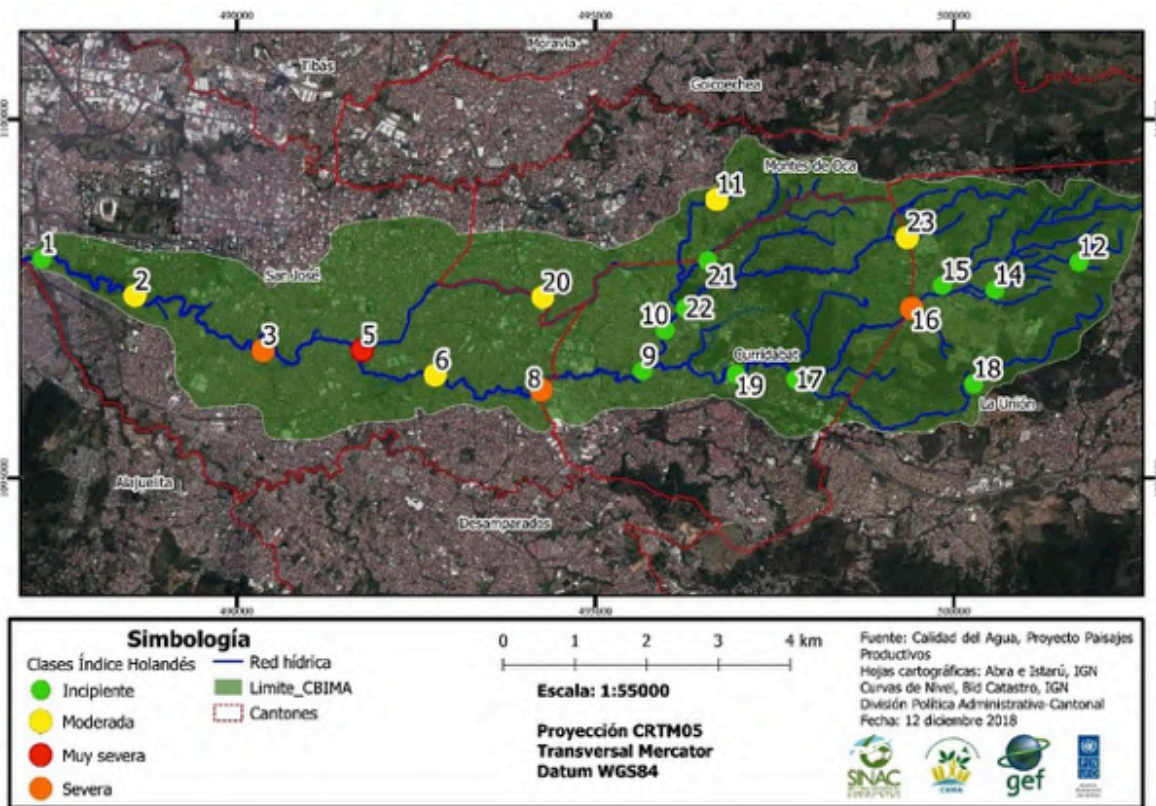 490000 495000 500000
Moravia
Tibás
Goicoechea
1100000
Montes de Oca
11
23
1
12
21
San José
15
14
2
20
22
16
10
3
5
Curridabat
9
6
19
17
18
8
La Unión
Alajuelita
Desamparados
490000 495000 500000
Simbología
Clases Índice Holandés
Incipiente
Moderada
Muy severa
Severa
Red hídrica
Limite_CBIMA
Cantones
0 1 2 3 4 km
Escala: 1:55000
Proyección CRTM05
Transversal Mercator
Datum WGS84
Fuente: Calidad del Agua, Proyecto Paisajes
Productivos
Hojas cartográficas: Abra e Istarú, IGN
Curvas de Nivel, Bid Catastro, IGN
División Política Administrativa-Cantonal
Fecha: 12 diciembre 2018
SINAC
gef